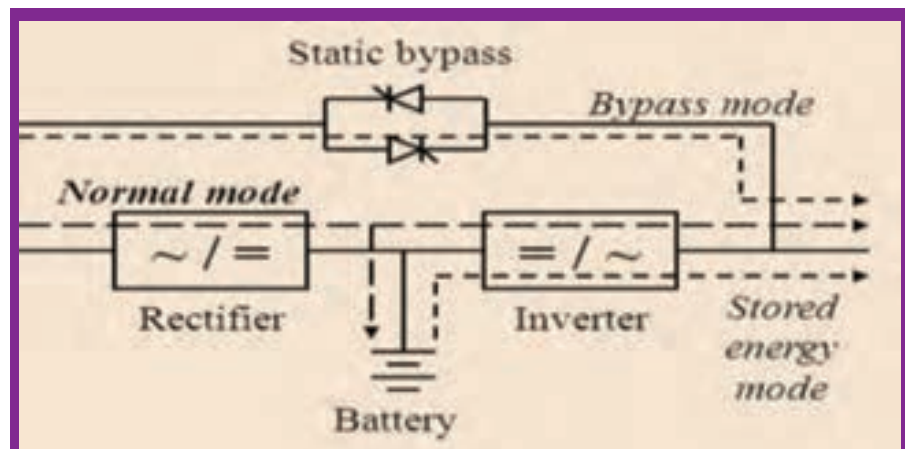 Static bypass
Bypass mode
Normal mode
~ / =
= / ~
Rectifier
Inverter
Stored
energy
mode
Battery